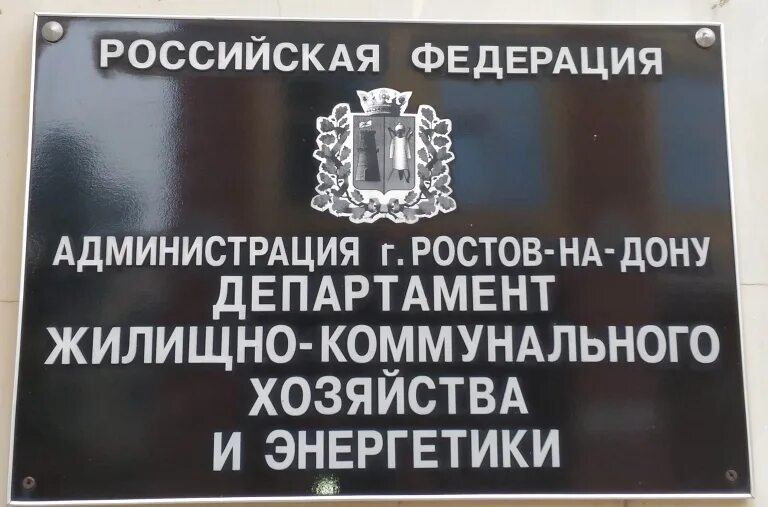 РОССИЙСКАЯ ФЕДЕРАЦИЯ
АДМИНИСТРАЦИЯ г. РОСТОВ-НА-ДОНУ
ДЕПАРТАМЕНТ
ЖИЛИЩНО-КОММУНАЛЬНОГО
ХОЗЯЙСТВА
И ЭНЕРГЕТИКИ